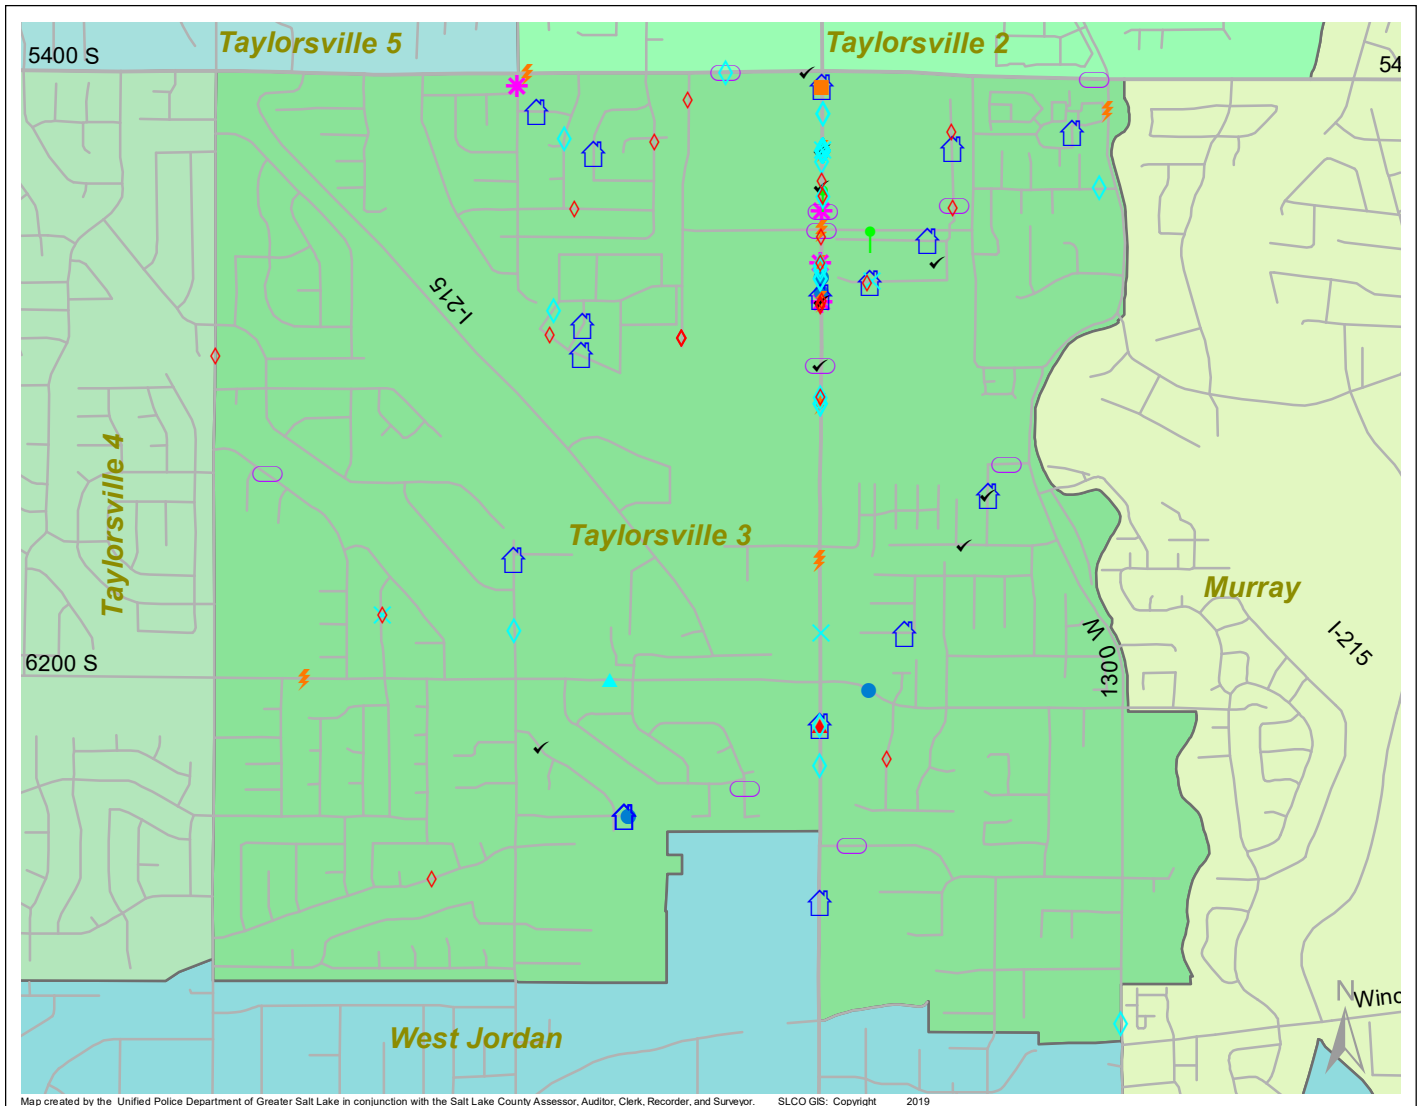 Taylorsville 5
Taylorsville 2
5400 S
54
I-215
Taylorsville 4
Taylorsville 3
Murray
I-215
1300 W
6200 S
West Jordan
N
Winc
Map created by the Unified Police Department of Greater Salt Lake in conjunction with the Salt Lake County Assessor, Auditor, Clerk, Recorder, and Surveyor. SLCO GIS: Copyright 2019